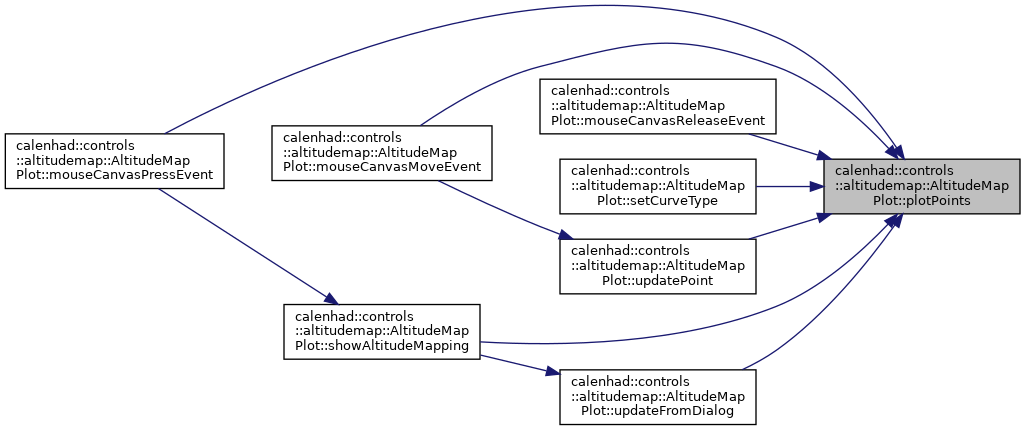 calenhad::controls
::altitudemap::AltitudeMap
Plot::mouseCanvasReleaseEvent
calenhad::controls
::altitudemap::AltitudeMap
Plot::mouseCanvasMoveEvent
calenhad::controls
::altitudemap::AltitudeMap
Plot::mouseCanvasPressEvent
calenhad::controls
::altitudemap::AltitudeMap
Plot::setCurveType
calenhad::controls
::altitudemap::AltitudeMap
Plot::plotPoints
calenhad::controls
::altitudemap::AltitudeMap
Plot::updatePoint
calenhad::controls
::altitudemap::AltitudeMap
Plot::showAltitudeMapping
calenhad::controls
::altitudemap::AltitudeMap
Plot::updateFromDialog